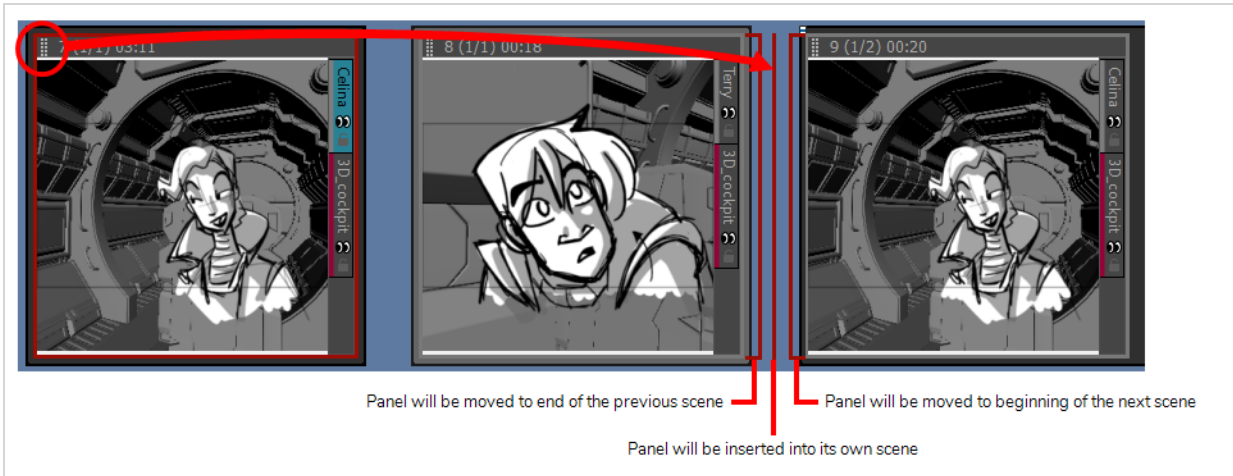 7 (1/1) 03:11
8 (1/1) 00:18
9 (1/2) 00:20
Celina
3D_cockpit
Terry
3D_cockpit
Celina
3D_cockpit
Panel will be moved to end of the previous scene
Panel will be moved to beginning of the next scene
Panel will be inserted into its own scene